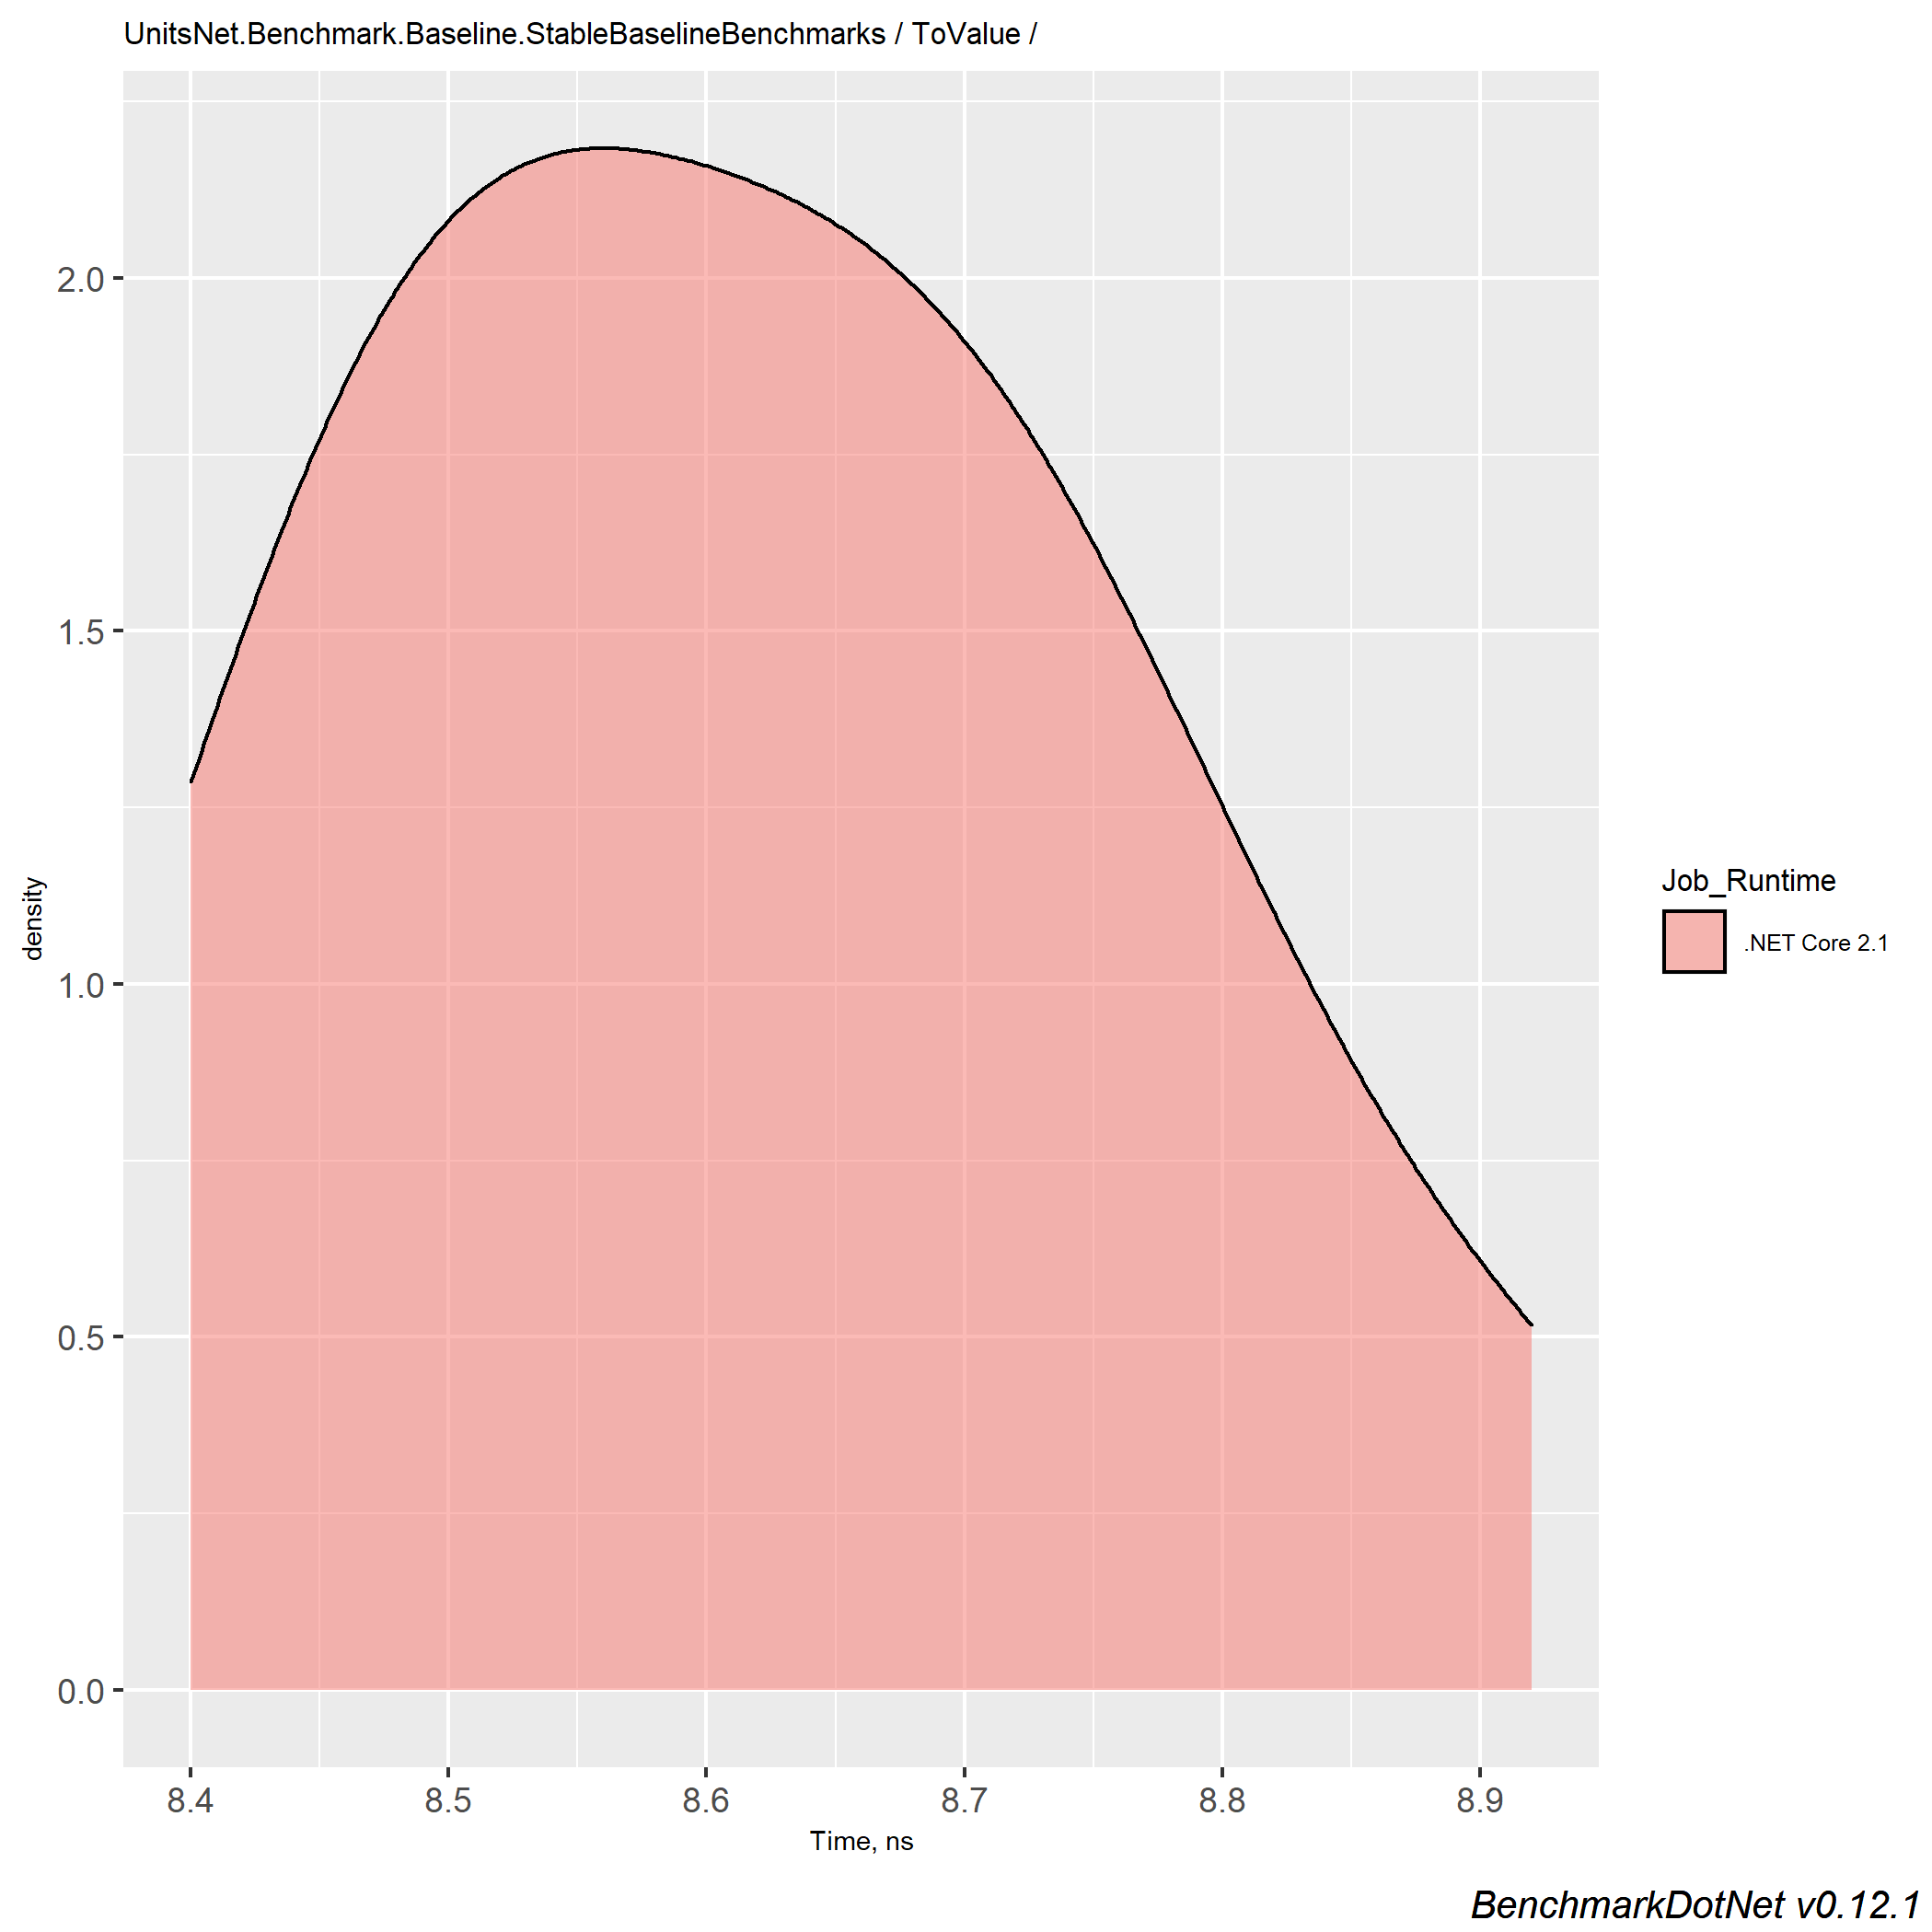 UnitsNet.Benchmark.Baseline.StableBaselineBenchmarks / ToValue /
2.0
1.5
1.0
0.5
0.0
density
8.4 8.5 8.6 8.7 8.8 8.9
Time, ns
Job_Runtime
.NET Core 2.1
BenchmarkDotNet v0.12.1